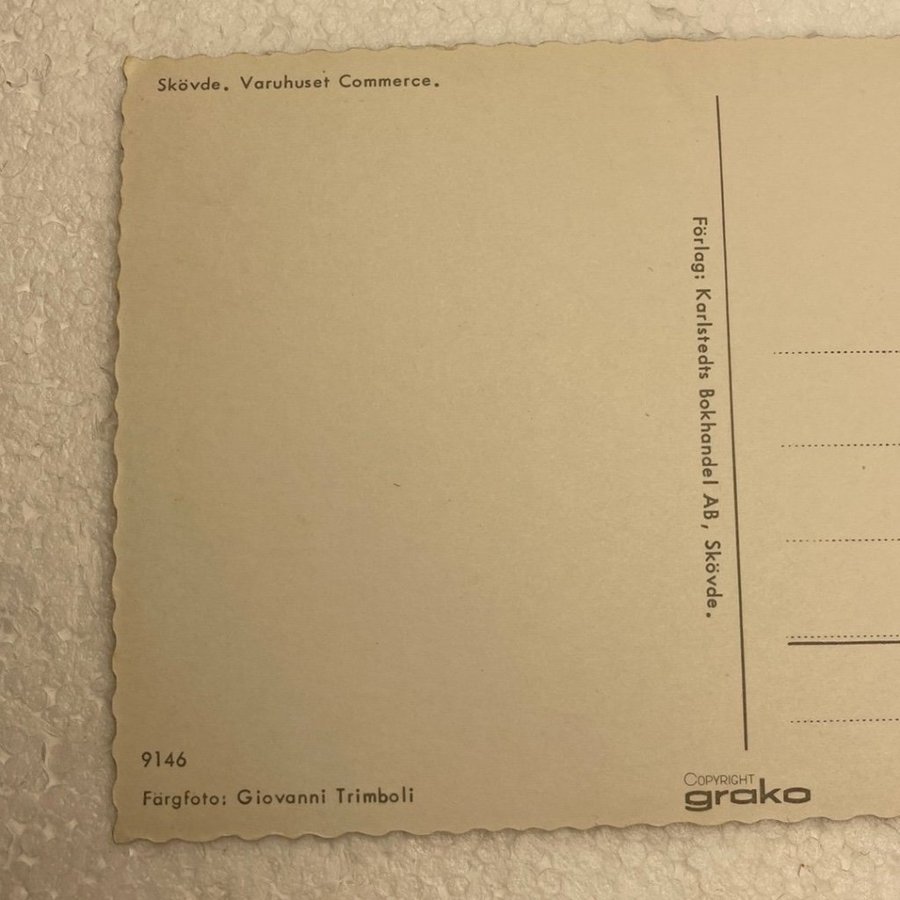 Skövde. Varuhuset Commerce.
Förlag: Karlstedts Bokhandel AB, Skövde.
9146
Färgfoto: Giovanni Trimboli
COPYRIGHT
grako